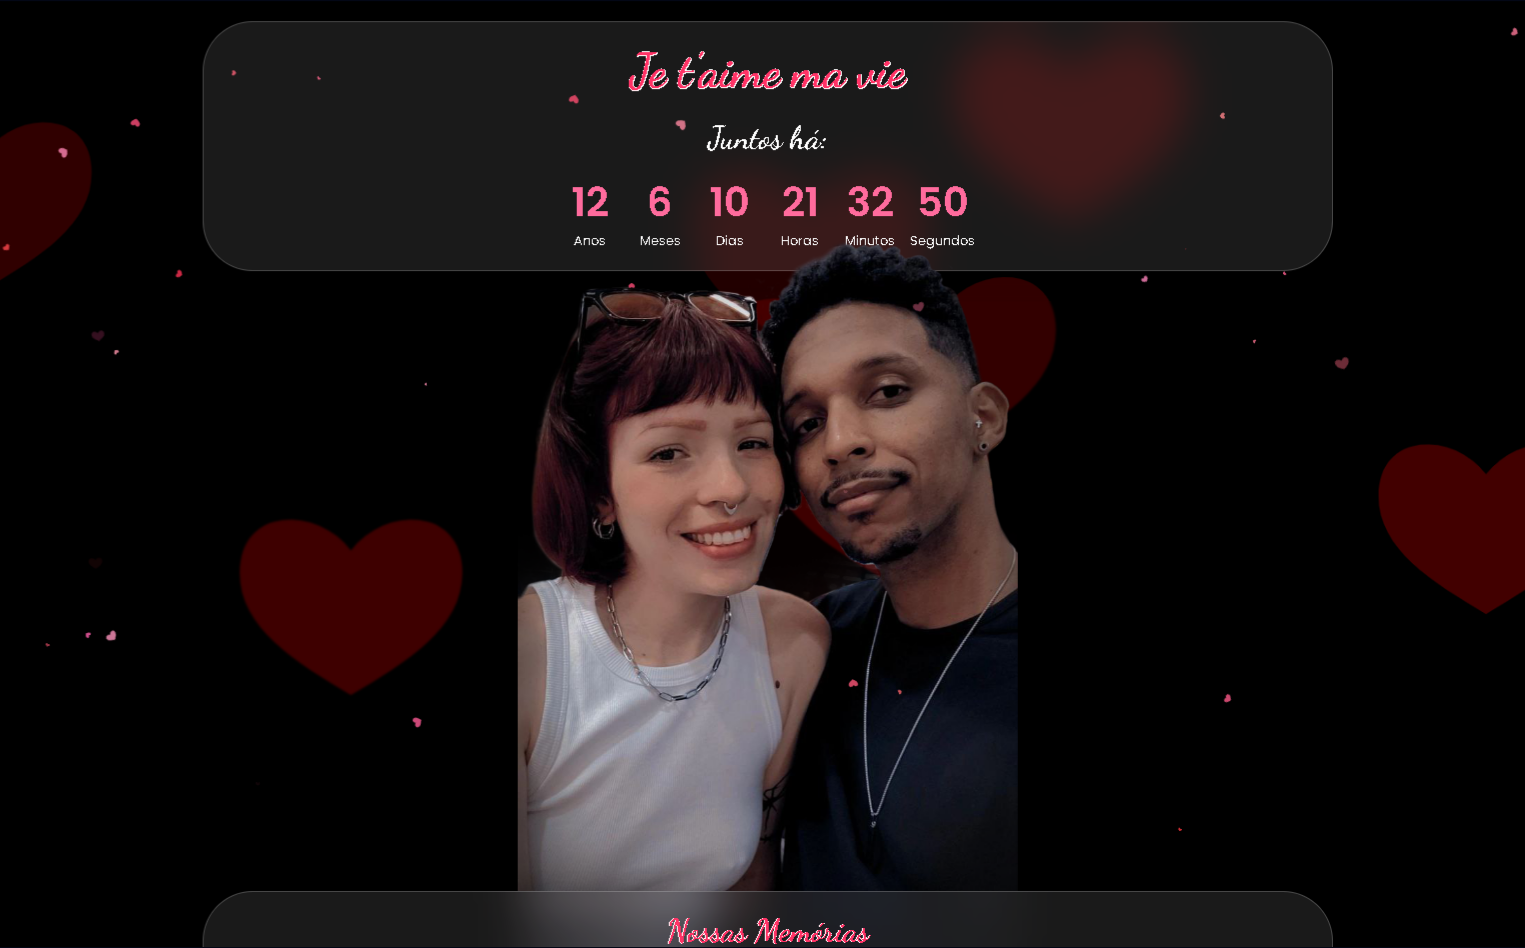 Je t'aime ma vie
Juntos há:
12 6 10 21 32 50
Anos Meses Dias Horas Minutos Segundos
Nossas Memórias